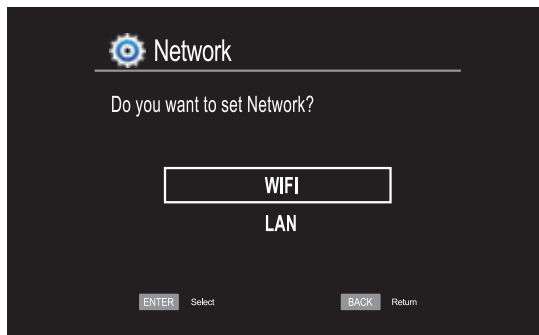 Network
Do you want to set Network?
WIFI
LAN
ENTER Select BACK Return